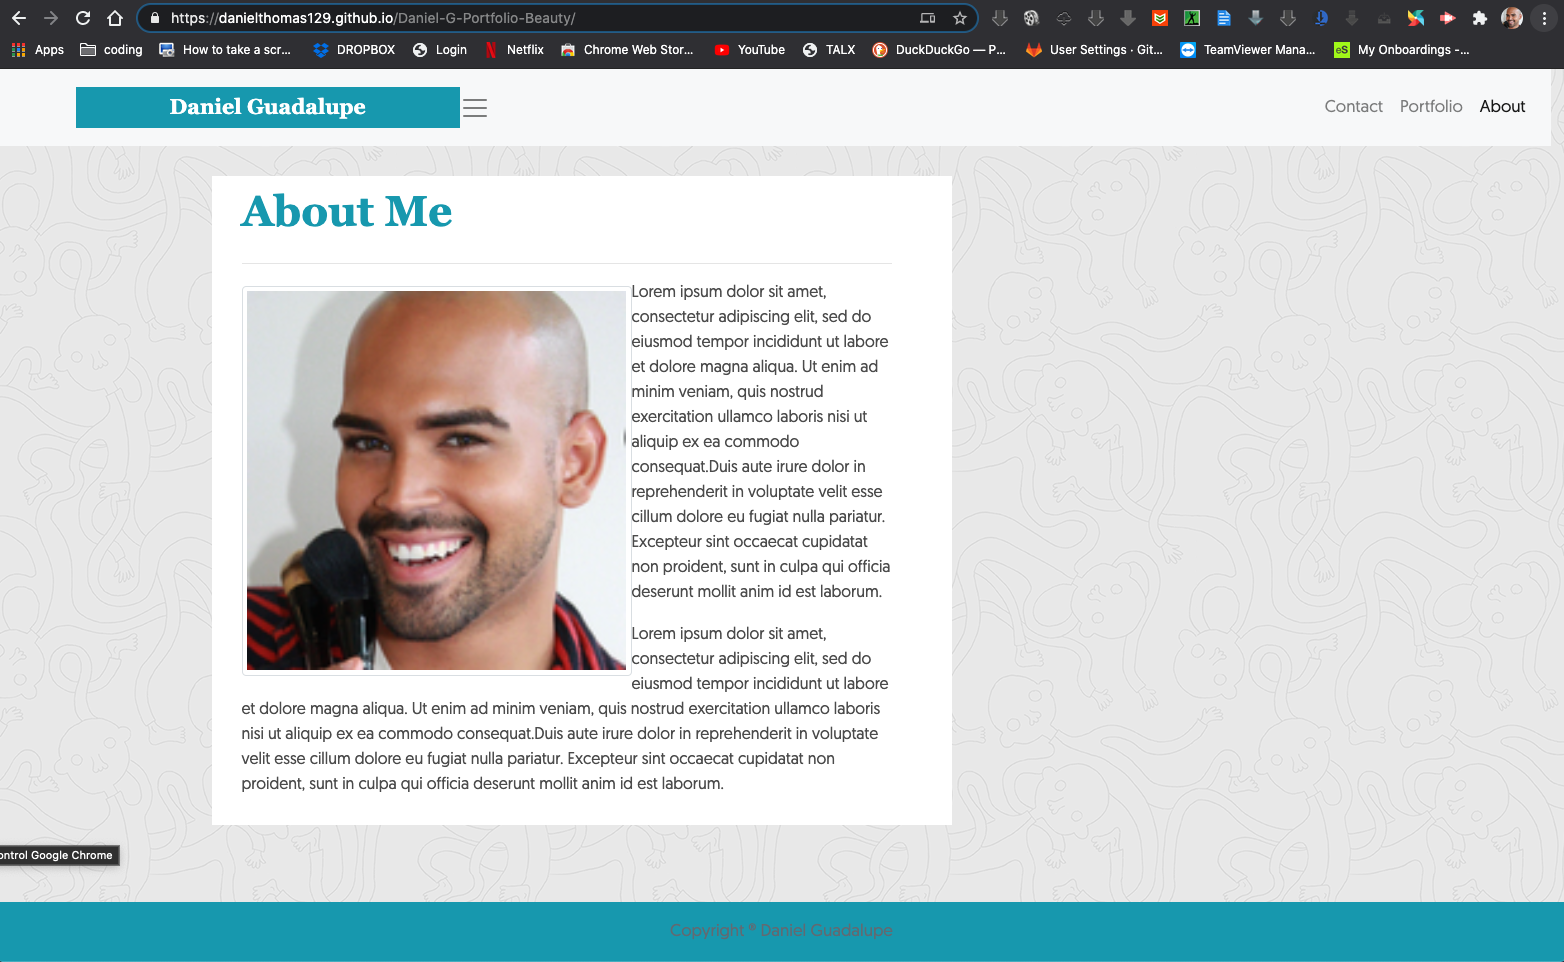 https://danielthomas129.github.io/Daniel-G-Portfolio-Beauty/
Apps coding How to take a scr... DROPBOX Login Netflix Chrome Web Stor... YouTube TALX DuckDuckGo — P... User Settings · Git... TeamViewer Mana... eS My Onboardings -...
Daniel Guadalupe
Contact Portfolio About
About Me
Lorem ipsum dolor sit amet,
consectetur adipiscing elit, sed do
eiusmod tempor incididunt ut labore
et dolore magna aliqua. Ut enim ad
minim veniam, quis nostrud
exercitation ullamco laboris nisi ut
aliquip ex ea commodo
consequat.Duis aute irure dolor in
reprehenderit in voluptate velit esse
cillum dolore eu fugiat nulla pariatur.
Excepteur sint occaecat cupidatat
non proident, sunt in culpa qui officia
deserunt mollit anim id est laborum.
Lorem ipsum dolor sit amet,
consectetur adipiscing elit, sed do
eiusmod tempor incididunt ut labore
et dolore magna aliqua. Ut enim ad minim veniam, quis nostrud exercitation ullamco laboris
nisi ut aliquip ex ea commodo consequat.Duis aute irure dolor in reprehenderit in voluptate
velit esse cillum dolore eu fugiat nulla pariatur. Excepteur sint occaecat cupidatat non
proident, sunt in culpa qui officia deserunt mollit anim id est laborum.
ontrol Google Chrome
Copyright ® Daniel Guadalupe